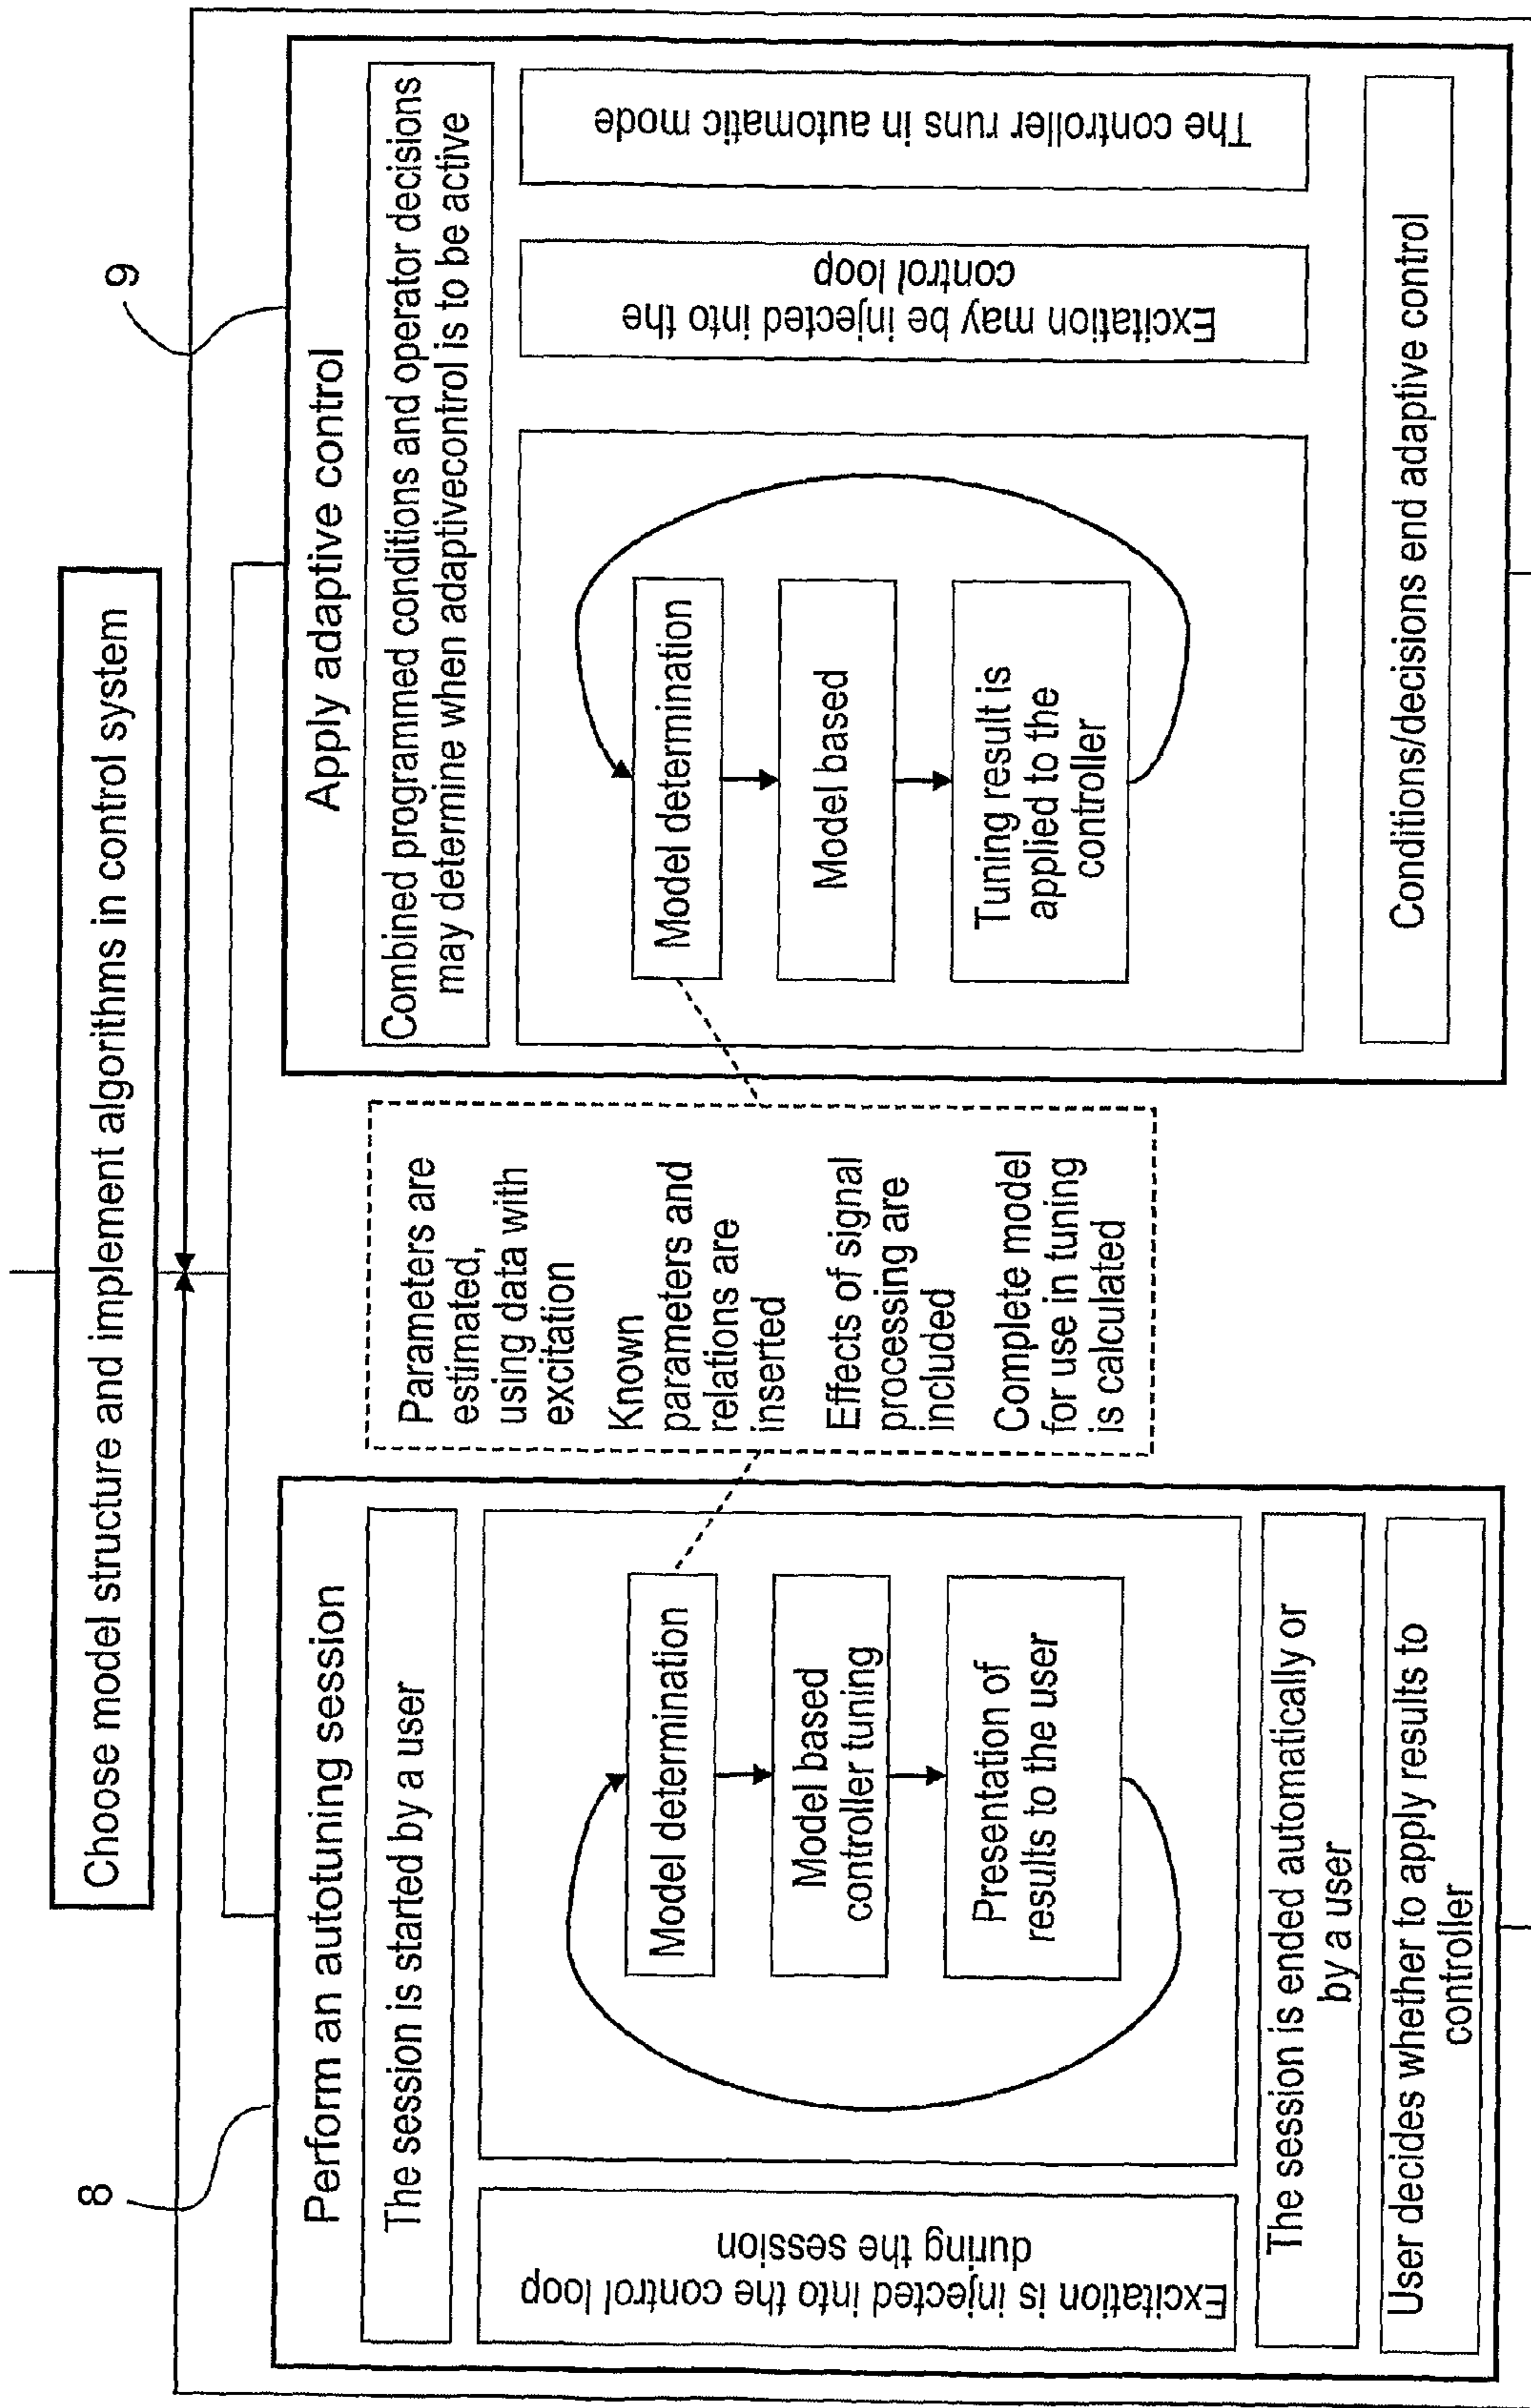 Choose model structure and implement algorithms in control system
8
Perform an autotuning session
The session is started by a user
Excitation is injected into the control loop
during the session
Model determination
Model based
controller tuning
Presentation of
results to the user
The session is ended automatically or
by a user
User decides whether to apply results to
controller
Parameters are
estimated,
using data with
excitation
Known
parameters and
relations are
inserted
Effects of signal
processing are
included
Complete model
for use in tuning
is calculated
9
Apply adaptive control
Combined programmed conditions and operator decisions
may determine when adaptivecontrol is to be active
Model determination
Model based
Tuning result is
applied to the
controller
Excitation may be injected into the
control loop
The controller runs in automatic mode
Conditions/decisions end adaptive control